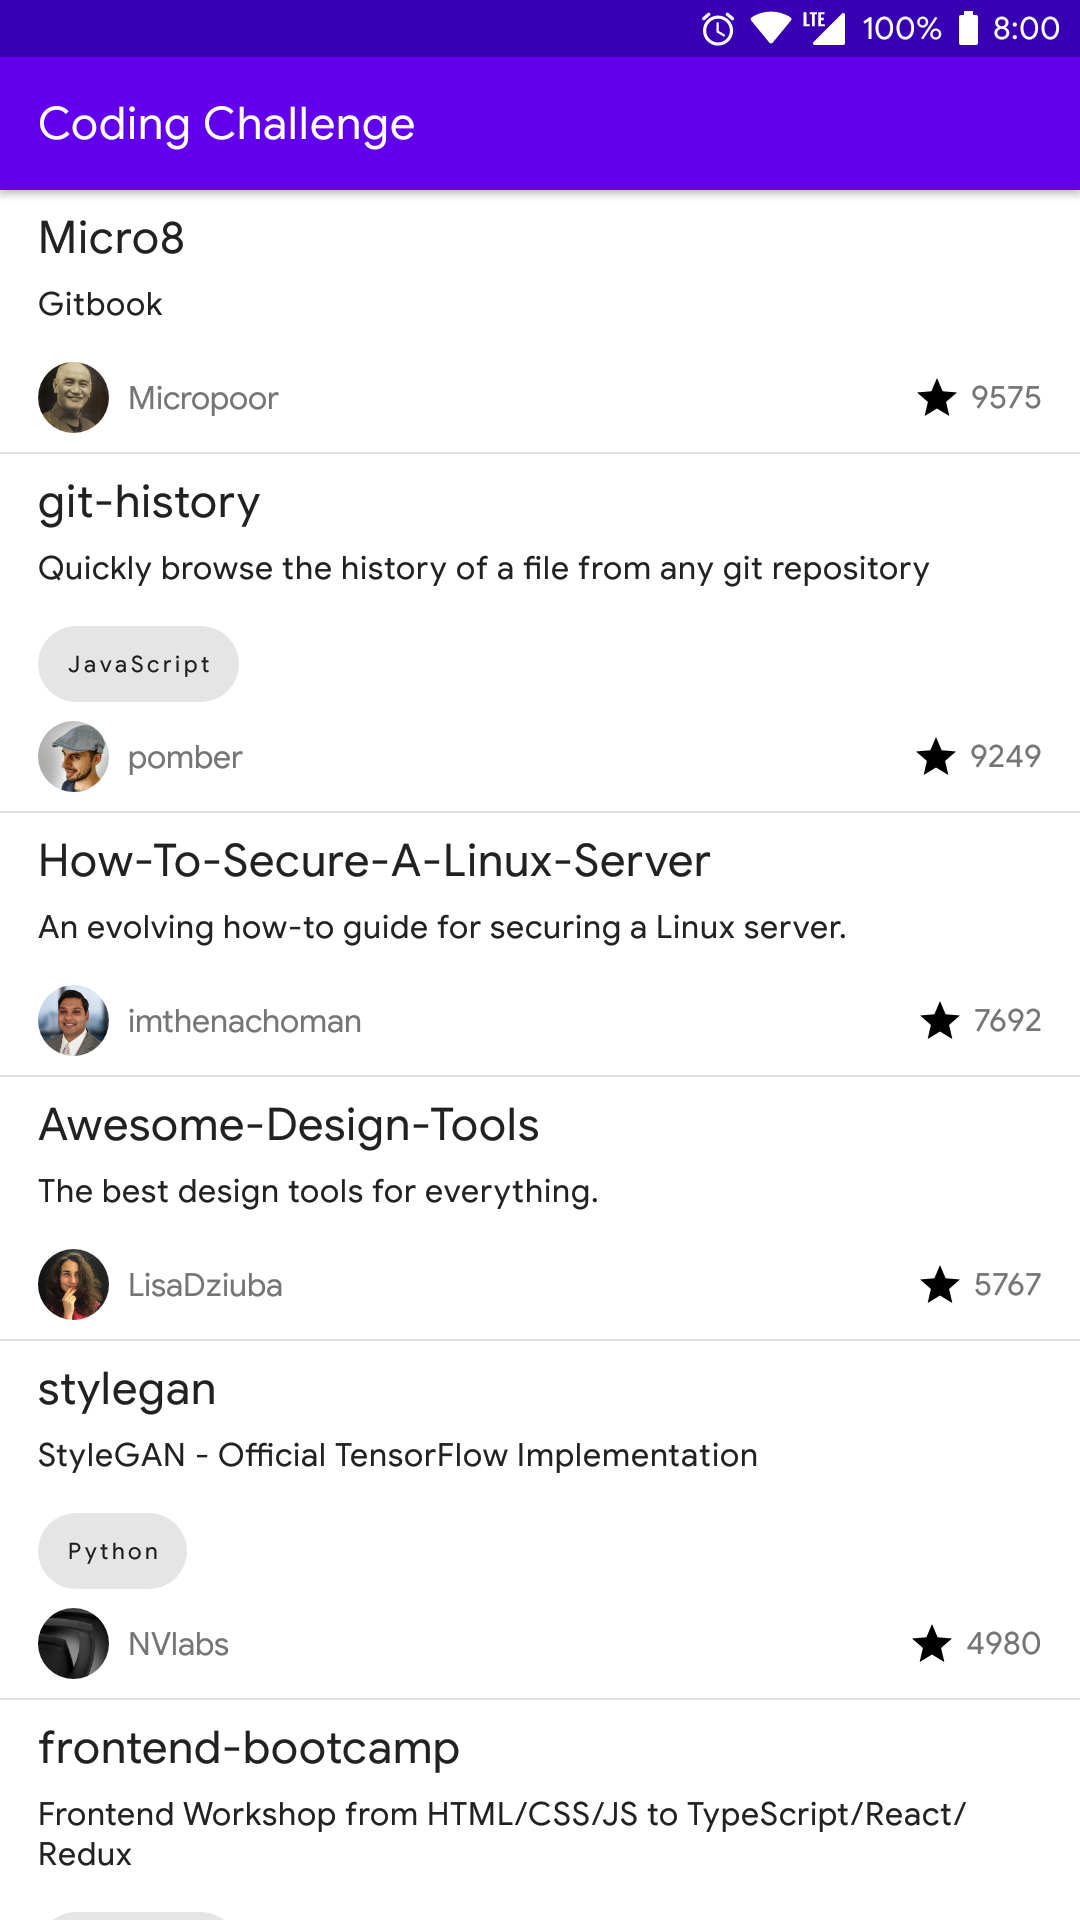 LTE 100% 8:00
Coding Challenge
Micro8
Gitbook
Micropoor 9575
git-history
Quickly browse the history of a file from any git repository
JavaScript
pomber 9249
How-To-Secure-A-Linux-Server
An evolving how-to guide for securing a Linux server.
imthenachoman 7692
Awesome-Design-Tools
The best design tools for everything.
LisaDziuba 5767
stylegan
StyleGAN - Official TensorFlow Implementation
Python
NVlabs 4980
frontend-bootcamp
Frontend Workshop from HTML/CSS/JS to TypeScript/React/
Redux